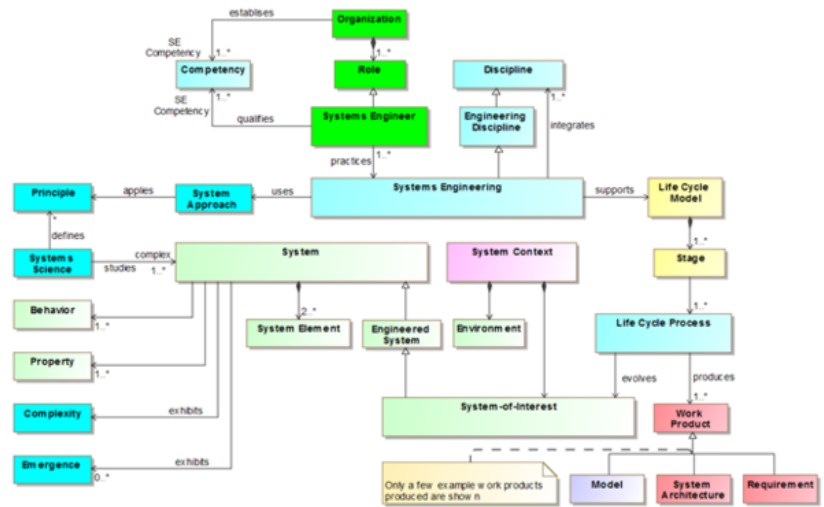 establises
Organization
SE
Competency
1..*
1..*
Competency
Role
Discipline
SE
Competency
1..*
1..*
qualifies
Systems Engineer
Engineering
Discipline
integrates
practices
1..*
Principle
applies
System
Approach
uses
Systems Engineering
supports
Life Cycle
Model
*
defines
1..*
Systems
Science
studies
complex
1..*
System
System Context
Stage
Behavior
1..*
2..*
System Element
Engineered
System
Environment
1..*
Life Cycle Process
Property
1..*
evolves
produces
1..*
Complexity
exhibits
System-of-Interest
Work
Product
Emergence
0..*
exhibits
Only a few example work products
produced are shown
Model
System
Architecture
Requirement